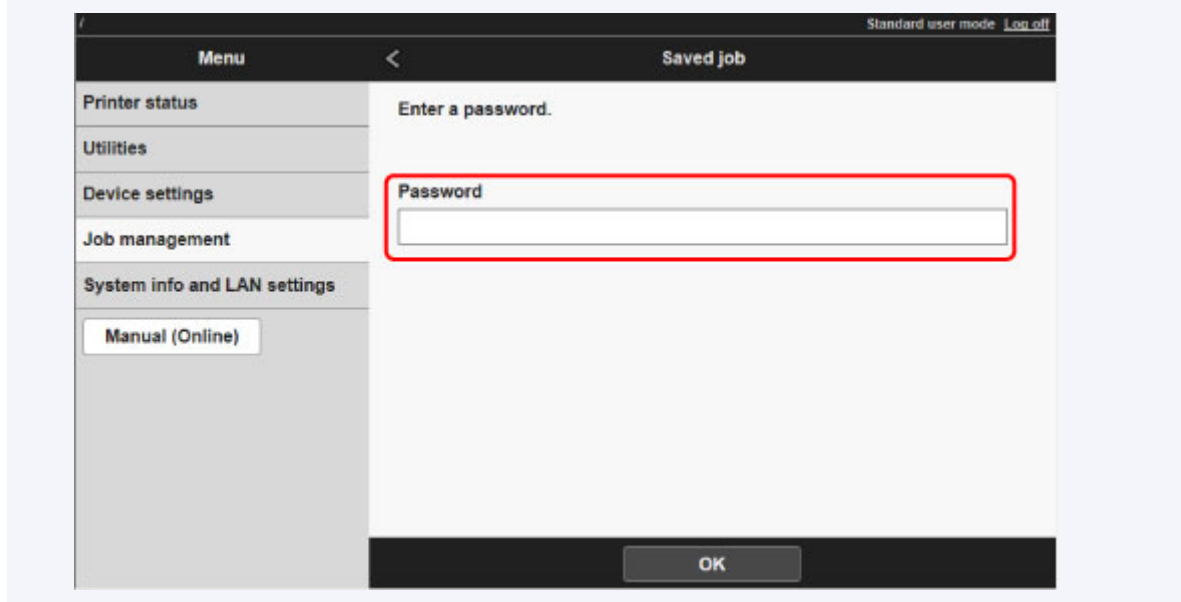 /
Standard user mode Log off
Menu
< Saved job
Printer status
Utilities
Device settings
Job management
System info and LAN settings
Manual (Online)
Enter a password.
Password
OK